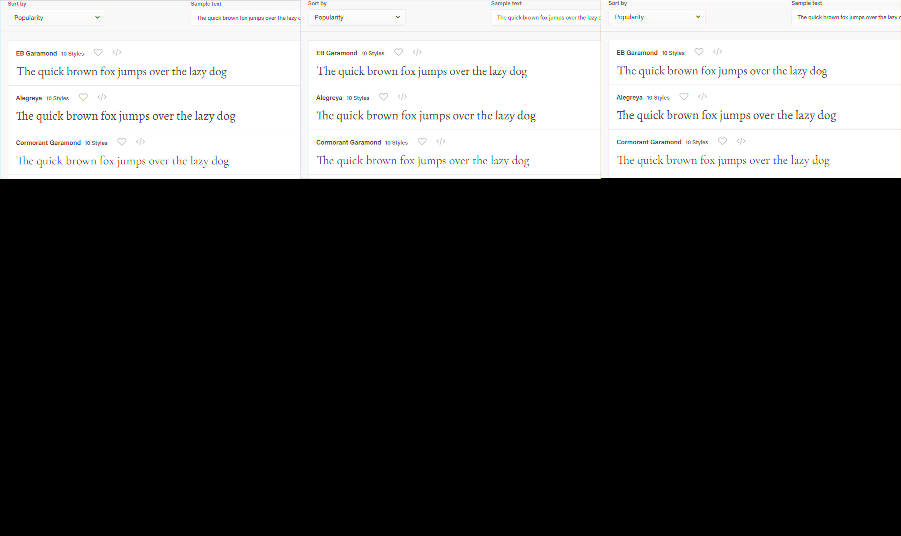 Sort by
Sample text
Popularity
The quick brown fox jumps over the lazy
EB Garamond 10 Styles </>
The quick brown fox jumps over the lazy dog
Alegreya 10 Styles </>
The quick brown fox jumps over the lazy dog
Cormorant Garamond 10 Styles </>
The quick brown fox jumps over the lazy dog
Sort by
Sample text
Popularity
The quick brown fox jumps over the lazy
EB Garamond 10 Styles </>
The quick brown fox jumps over the lazy dog
Alegreya 10 Styles </>
The quick brown fox jumps over the lazy dog
Cormorant Garamond 10 Styles </>
The quick brown fox jumps over the lazy dog
Sort by
Sample text
Popularity
The quick brown fox jumps over the lazy
EB Garamond 10 Styles </>
The quick brown fox jumps over the lazy dog
Alegreya 10 Styles </>
The quick brown fox jumps over the lazy dog
Cormorant Garamond 10 Styles </>
The quick brown fox jumps over the lazy dog